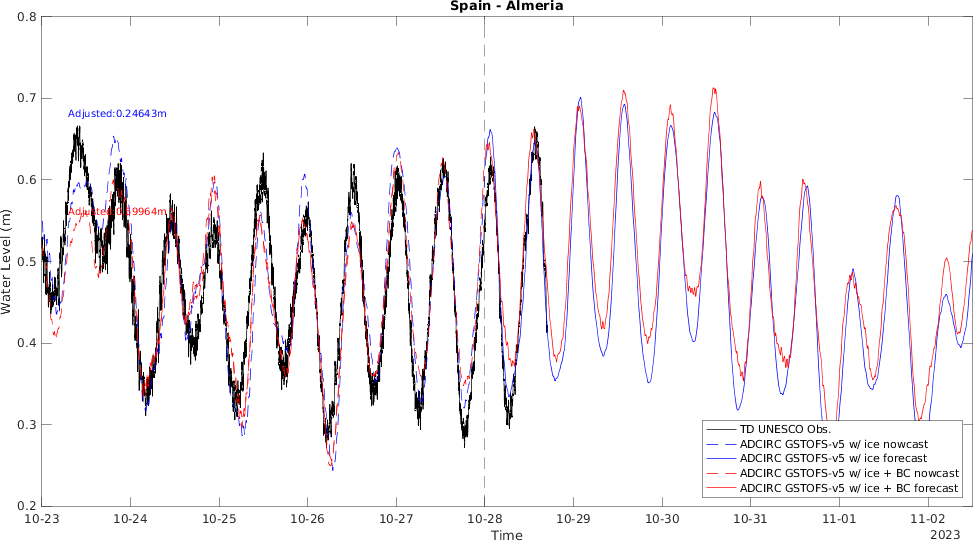 Spain - Almeria
0.8
0.7
0.6
0.5
0.4
0.3
0.2
Water Level (m)
Adjusted:0.24643m
TD UNESCO Obs.
ADCIRC GSTOFS-v5 w/ ice nowcast
ADCIRC GSTOFS-v5 w/ ice forecast
ADCIRC GSTOFS-v5 w/ ice + BC nowcast
ADCIRC GSTOFS-v5 w/ ice + BC forecast
10-23 10-24 10-25 10-26 10-27 10-28 10-29 10-30 10-31 11-01 11-02
Time
2023